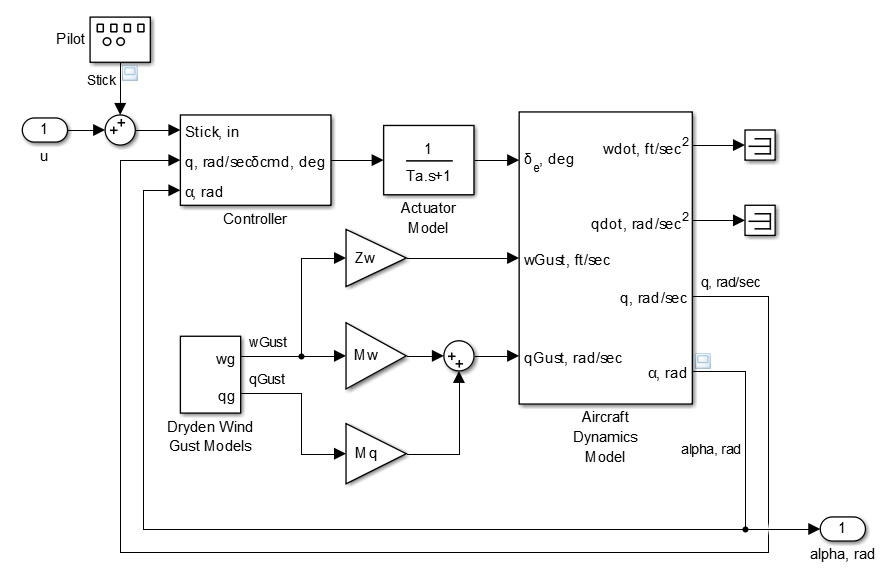 Pilot
Stick
1
u
Stick, in
q, rad/secδcmd, deg
α, rad
Controller
1
Ta.s+1
Actuator
Model
δe, deg
wGust, ft/sec
qGust, rad/sec
wdot, ft/sec²
qdot, rad/sec²
q, rad/sec
α, rad
Aircraft
Dynamics
Model
q, rad/sec
alpha, rad
Zw
Mw
Mq
wg
qg
wGust
qGust
Dryden Wind
Gust Models
1
alpha, rad